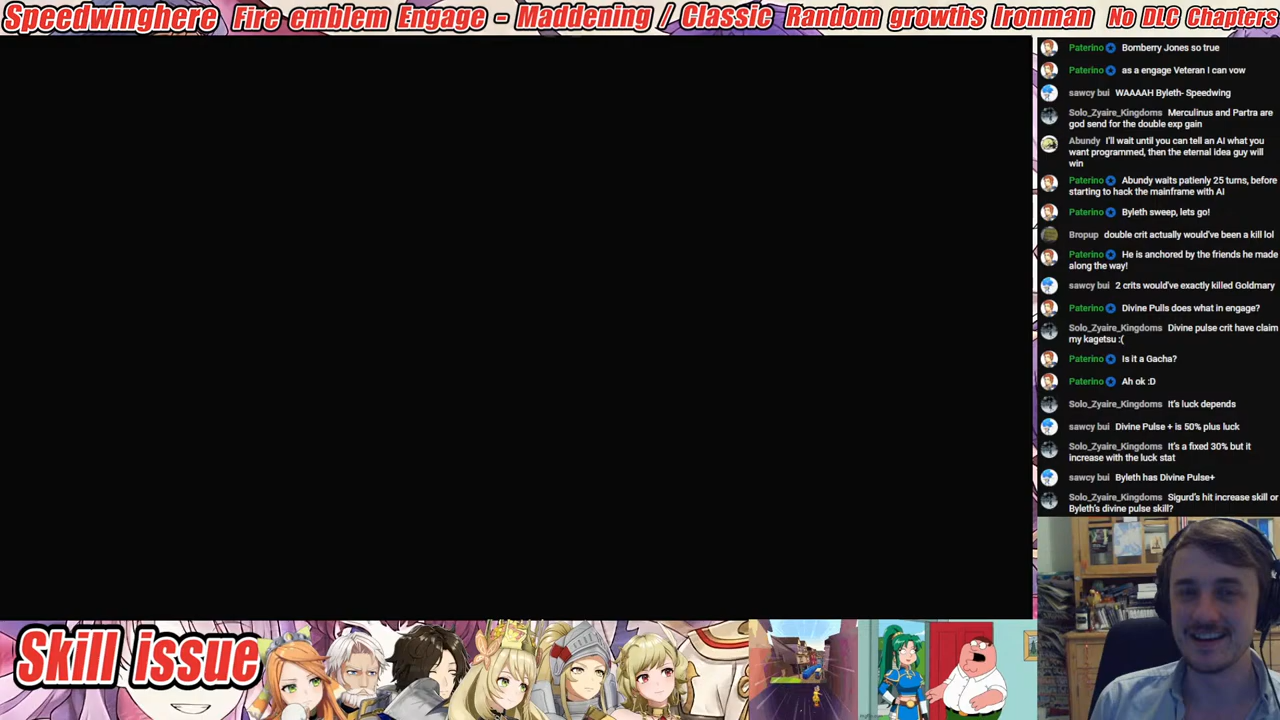 Speedwinghere Fire emblem Engage - Maddening / Classic Random growths Ironman No DLC Chapters
Paterino Bomberry Jones so true
Paterino as a engage Veteran I can vow
sawcy bui WAAAAH Byleth- Speedwing
Solo_Zyaire_Kingdoms Merculinus and Partra are
god send for the double exp gain
Abundy I'll wait until you can tell an AI what you
want programmed, then the eternal idea guy will
win
Paterino Abundy waits patienly 25 turns, before
starting to hack the mainframe with AI
Paterino Byleth sweep, lets go!
Bropup double crit actually would've been a kill lol
Paterino He is anchored by the friends he made
along the way!
sawcy bui 2 crits would've exactly killed Goldmary
Paterino Divine Pulls does what in engage?
Solo_Zyaire_Kingdoms Divine pulse crit have claim
my kagetsu :(
Paterino Is it a Gacha?
Paterino Ah ok :D
Solo_Zyaire_Kingdoms It's luck depends
sawcy bui Divine Pulse + is 50% plus luck
Solo_Zyaire_Kingdoms It's a fixed 30% but it
increase with the luck stat
sawcy bui Byleth has Divine Pulse+
Solo_Zyaire_Kingdoms Sigurd's hit increase skill or
Byleth's divine pulse skill?
Skill issue